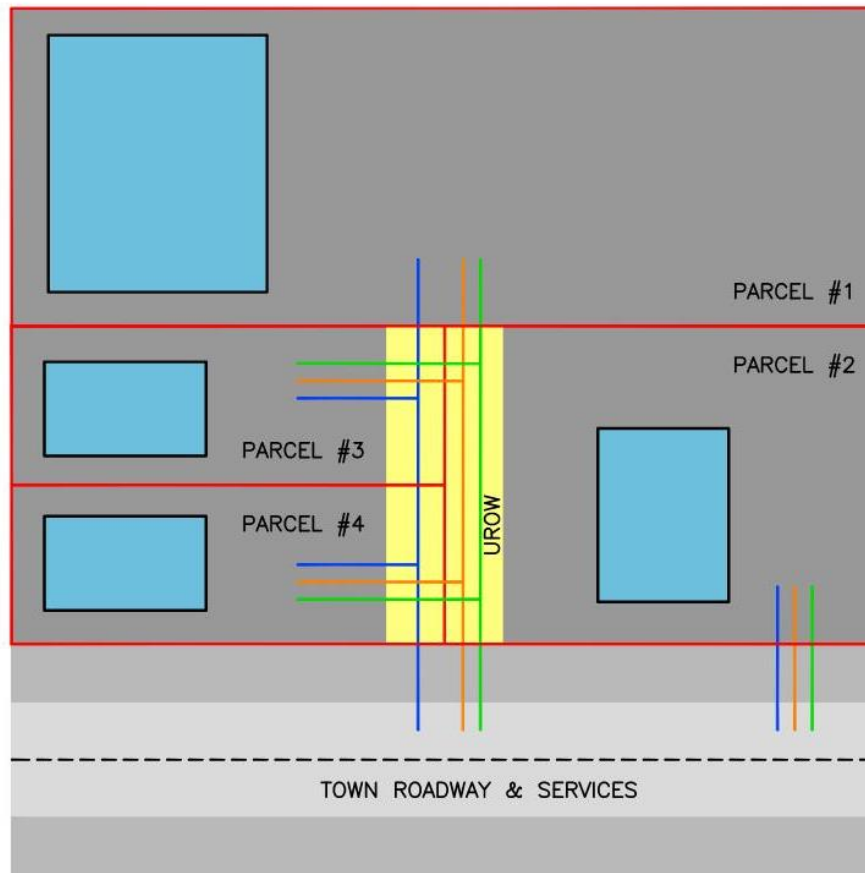 PARCEL #1
PARCEL #2
PARCEL #3
PARCEL #4
UROW
TOWN ROADWAY & SERVICES